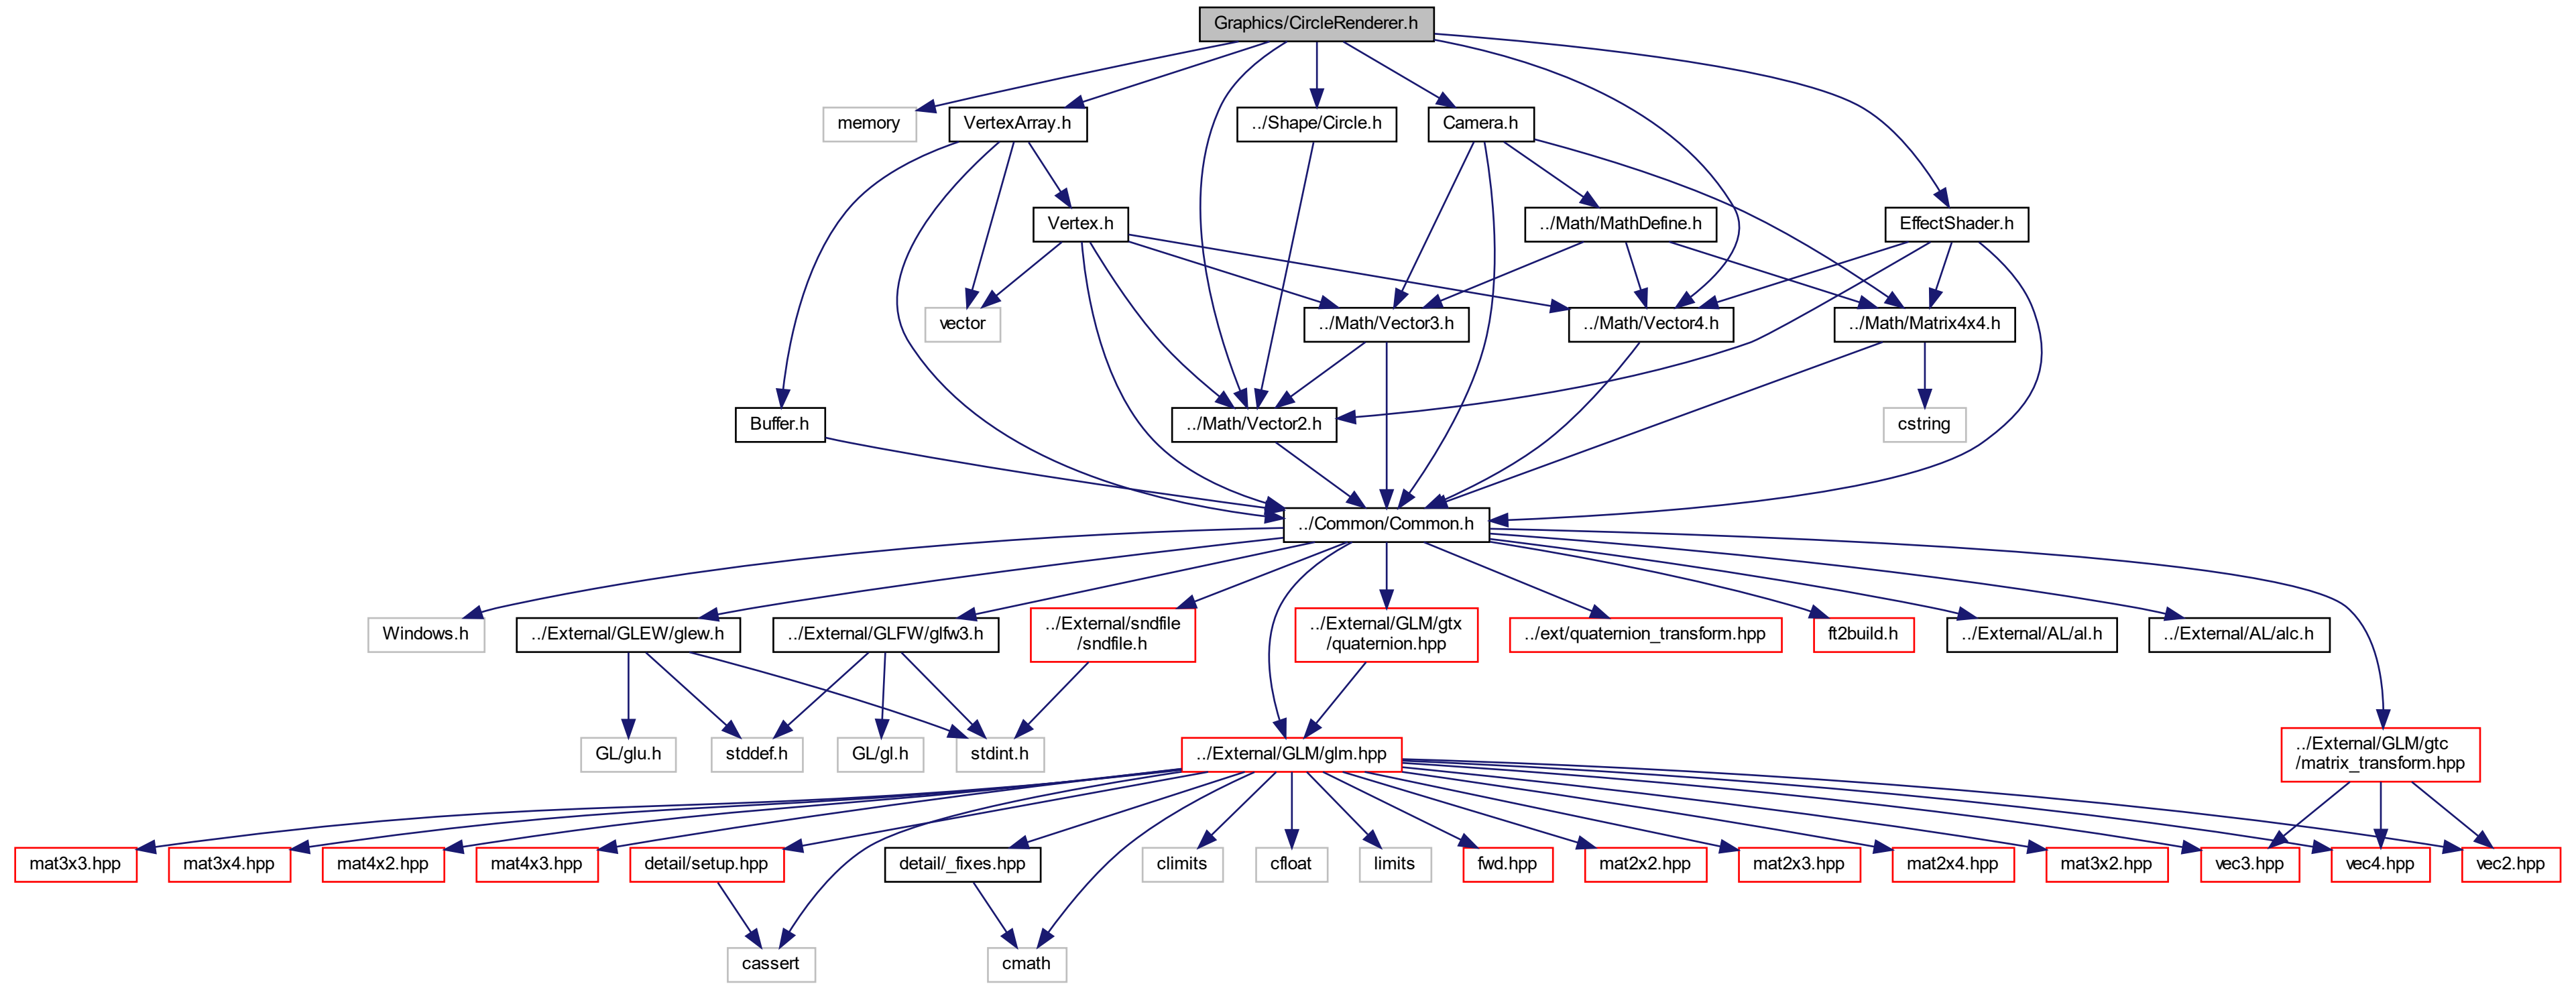 Graphics/CircleRenderer.h
memory
VertexArray.h
../Shape/Circle.h
Camera.h
Vertex.h
../Math/MathDefine.h
EffectShader.h
vector
../Math/Vector3.h
../Math/Vector4.h
../Math/Matrix4x4.h
Buffer.h
../Math/Vector2.h
cstring
../Common/Common.h
Windows.h
../External/GLEW/glew.h
../External/GLFW/glfw3.h
../External/sndfile
/sndfile.h
../External/GLM/gtx
/quaternion.hpp
../ext/quaternion_transform.hpp
ft2build.h
../External/AL/al.h
../External/AL/alc.h
GL/glu.h
stddef.h
GL/gl.h
stdint.h
../External/GLM/glm.hpp
../External/GLM/gtc
/matrix_transform.hpp
mat3x3.hpp
mat3x4.hpp
mat4x2.hpp
mat4x3.hpp
detail/setup.hpp
detail/_fixes.hpp
climits
cfloat
limits
fwd.hpp
mat2x2.hpp
mat2x3.hpp
mat2x4.hpp
mat3x2.hpp
vec3.hpp
vec4.hpp
vec2.hpp
cassert
cmath